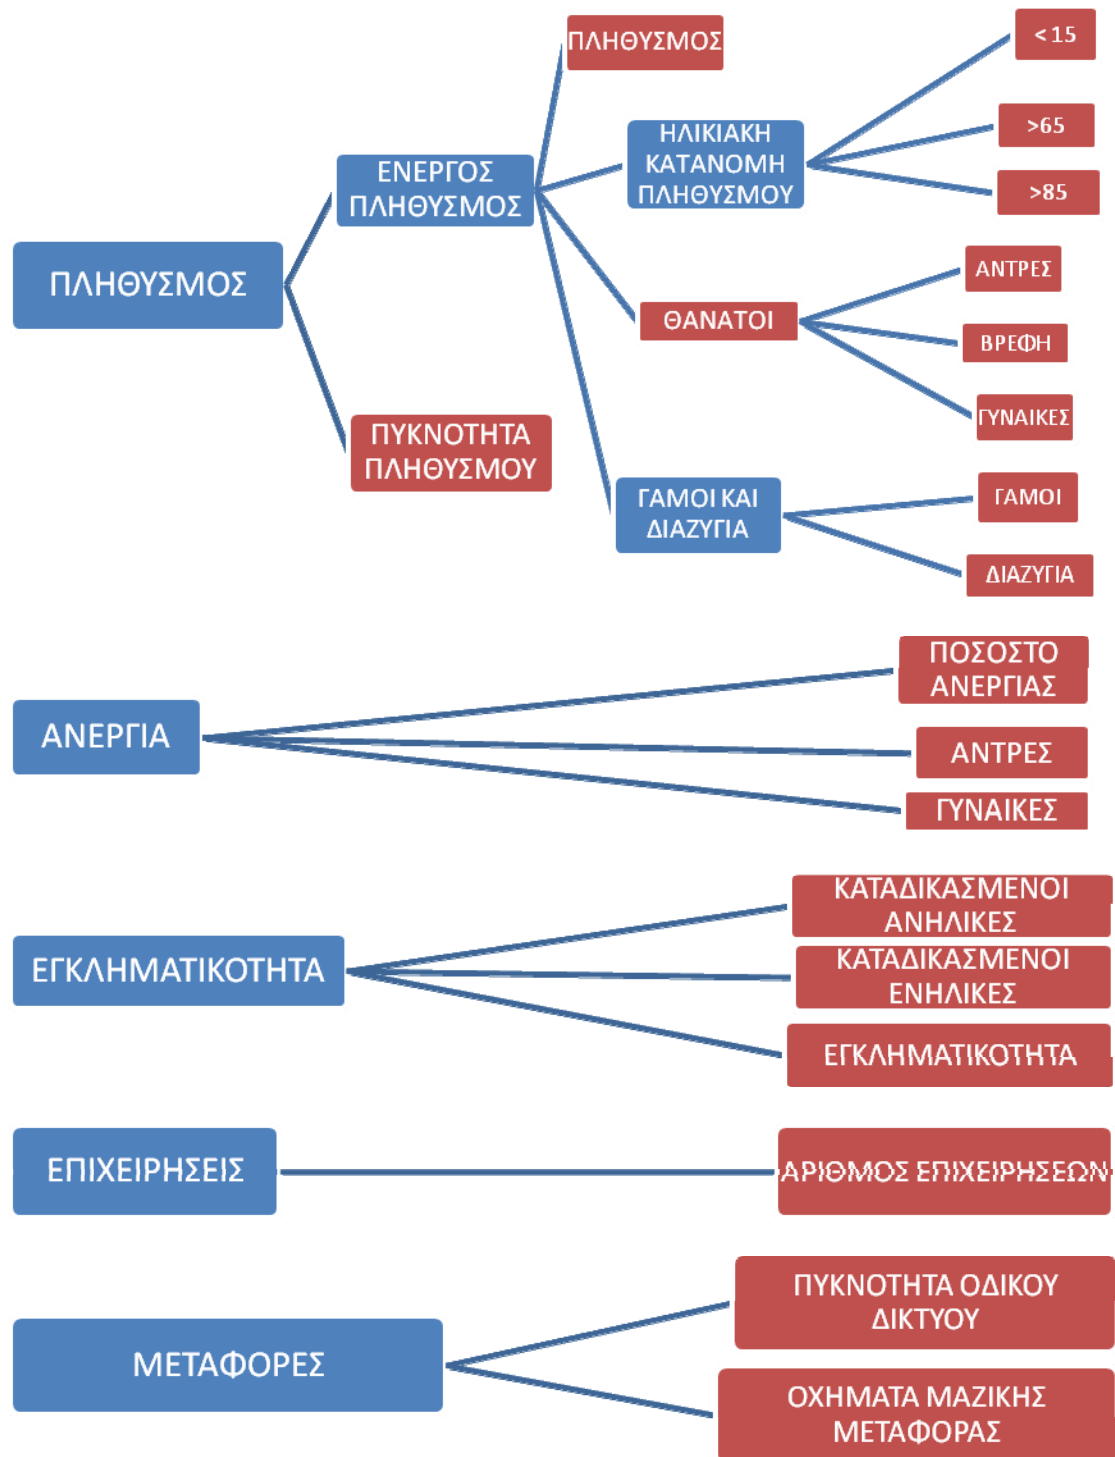 ΠΛΗΘΥΣΜΟΣ
ΕΝΕΡΓΟΣ
ΠΛΗΘΥΣΜΟΣ
ΠΥΚΝΟΤΗΤΑ
ΠΛΗΘΥΣΜΟΥ
ΠΛΗΘΥΣΜΟΣ
ΗΛΙΚΙΑΚΗ
ΚΑΤΑΝΟΜΗ
ΠΛΗΘΥΣΜΟΥ
< 15
>65
>85
ΘΑΝΑΤΟΙ
ΑΝΤΡΕΣ
ΒΡΕΦΗ
ΓΥΝΑΙΚΕΣ
ΓΑΜΟΙ ΚΑΙ
ΔΙΑΖΥΓΙΑ
ΓΑΜΟΙ
ΔΙΑΖΥΓΙΑ
ΑΝΕΡΓΙΑ
ΠΟΣΟΣΤΟ
ΑΝΕΡΓΙΑΣ
ΑΝΤΡΕΣ
ΓΥΝΑΙΚΕΣ
ΕΓΚΛΗΜΑΤΙΚΟΤΗΤΑ
ΚΑΤΑΔΙΚΑΣΜΕΝΟΙ
ΑΝΗΛΙΚΕΣ
ΚΑΤΑΔΙΚΑΣΜΕΝΟΙ
ΕΝΗΛΙΚΕΣ
ΕΓΚΛΗΜΑΤΙΚΟΤΗΤΑ
ΕΠΙΧΕΙΡΗΣΕΙΣ
ΑΡΙΘΜΟΣ ΕΠΙΧΕΙΡΗΣΕΩΝ
ΜΕΤΑΦΟΡΕΣ
ΠΥΚΝΟΤΗΤΑ ΟΔΙΚΟΥ
ΔΙΚΤΥΟΥ
ΟΧΗΜΑΤΑ ΜΑΖΙΚΗΣ
ΜΕΤΑΦΟΡΑΣ